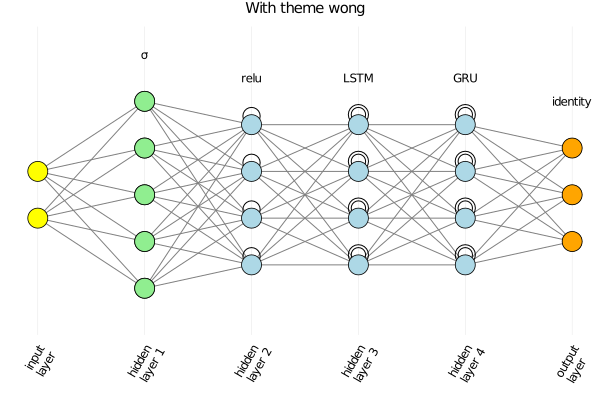 With theme wong
σ
relu
LSTM
GRU
identity
input
layer
hidden
layer 1
hidden
layer 2
hidden
layer 3
hidden
layer 4
output
layer